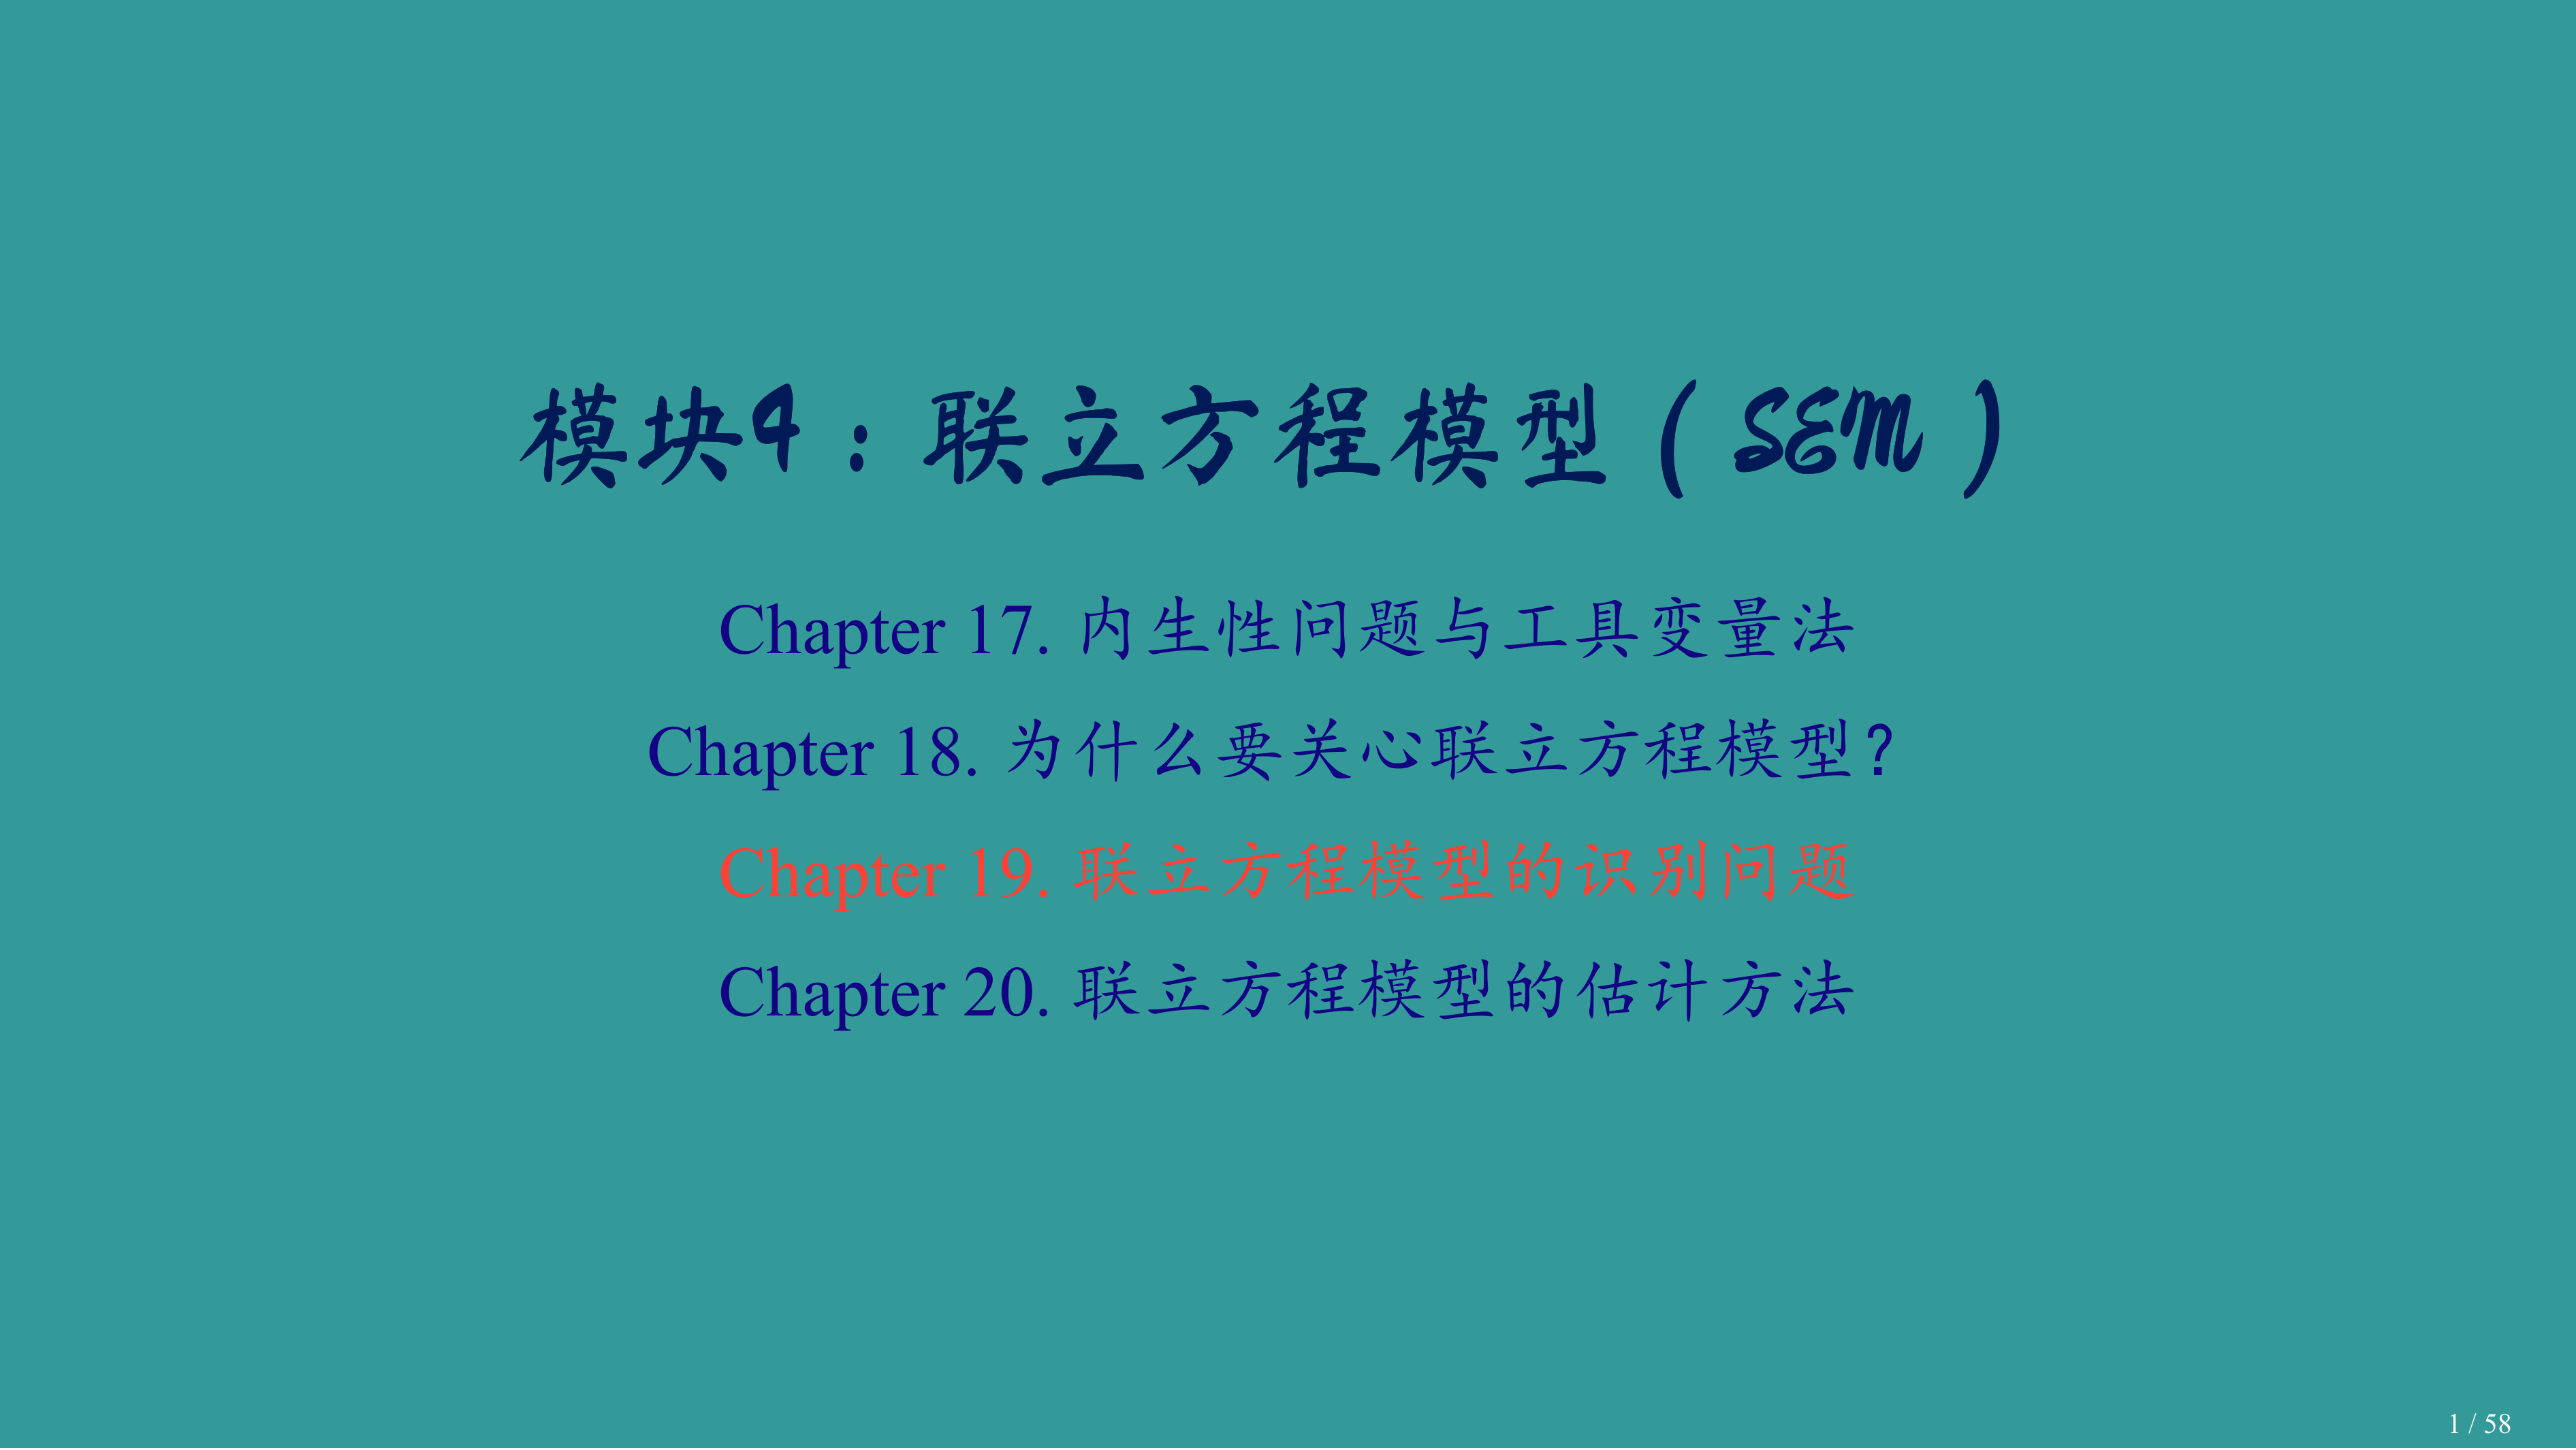 模块4：联立方程模型（SEM）
Chapter 17. 内生性问题与工具变量法
Chapter 18. 为什么要关心联立方程模型？
Chapter 19. 联立方程模型的识别问题
Chapter 20. 联立方程模型的估计方法
1 / 58